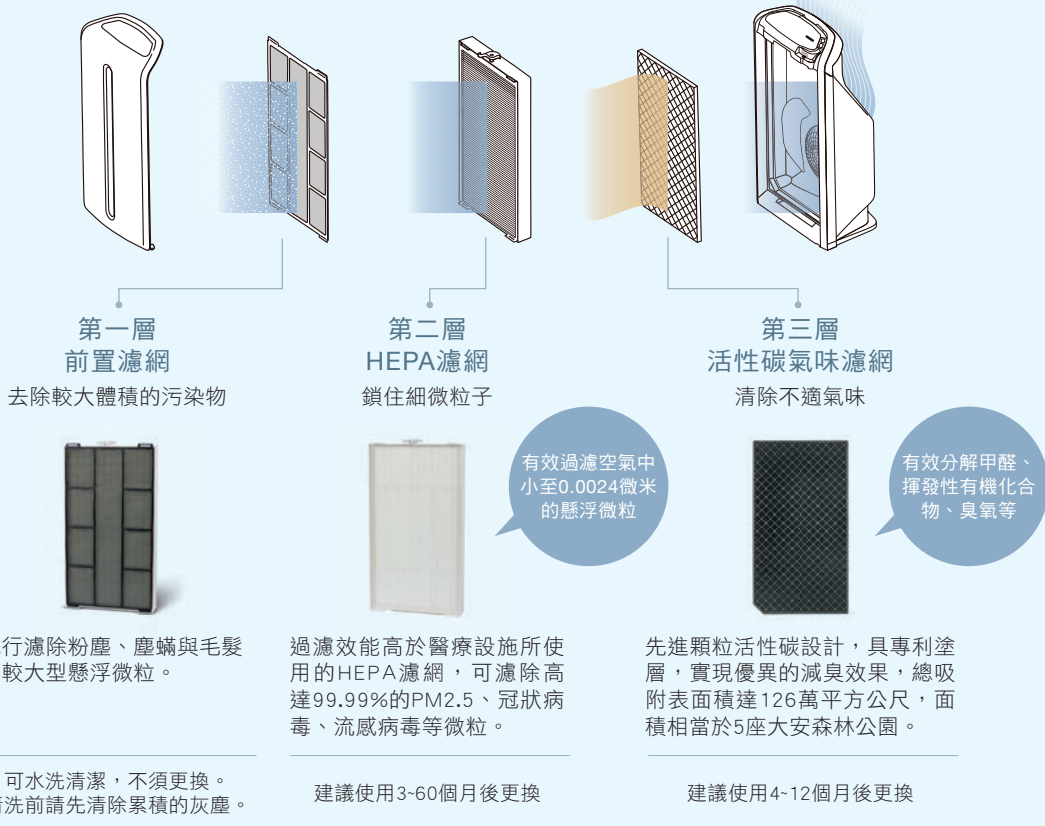 第一層
前置濾網
去除較大體積的污染物
行濾除粉塵、塵蟎與毛髮
較大型懸浮微粒。
可水洗清潔，不須更換。
洗前請先清除累積的灰塵。
第二層
HEPA濾網
鎖住細微粒子
有效過濾空氣中
小至0.0024微米
的懸浮微粒
過濾效能高於醫療設施所使
用的HEPA濾網，可濾除高
達99.99%的PM2.5、冠狀病
毒、流感病毒等微粒。
建議使用3~60個月後更換
第三層
活性碳氣味濾網
清除不適氣味
有效分解甲醛、
揮發性有機化合
物、臭氧等
先進顆粒活性碳設計，具專利塗
層，實現優異的減臭效果，總吸
附表面積達126萬平方公尺，面
積相當於5座大安森林公園。
建議使用4~12個月後更換